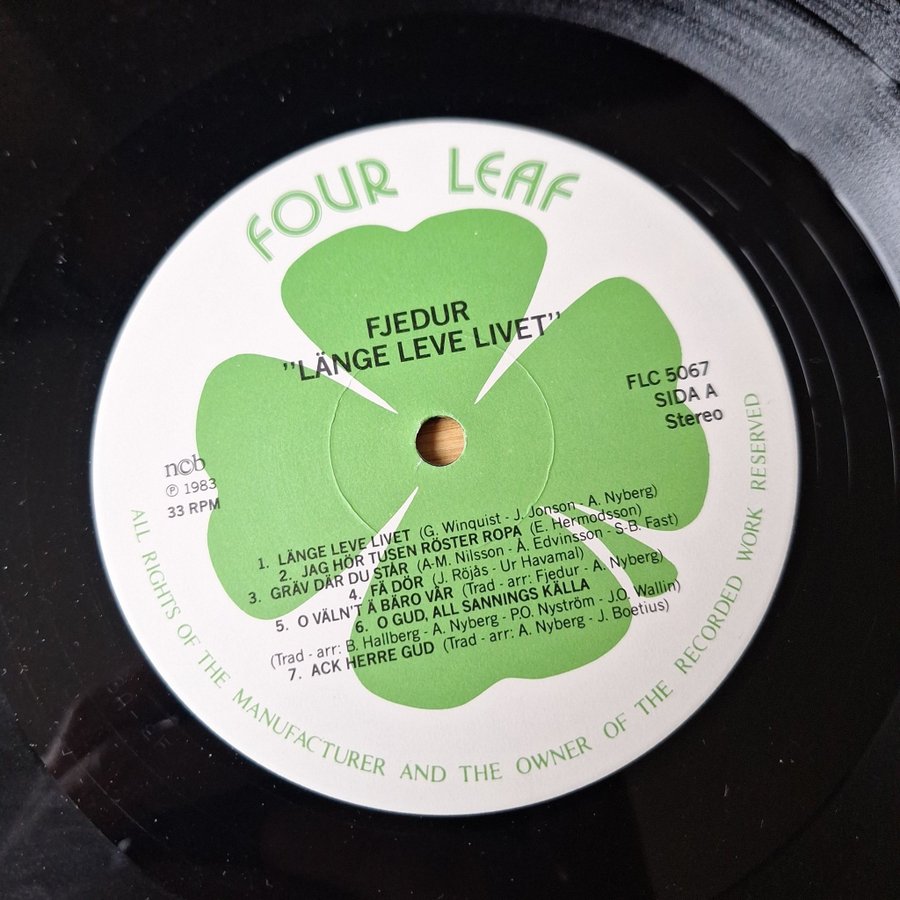 FOUR LEAF
FJEDUR
"LÄNGE LEVE LIVET"
FLC 5067
SIDA A
Stereo
ncb
℗ 1983
33 RPM
1. LÄNGE LEVE LIVET (G. Winquist - J. Jonson - A. Nyberg)
2. JAG HÖR TUSEN RÖSTER ROPA (E. Hermodsson)
3. GRÄV DÄR DU STÅR (A-M. Nilsson - A. Edvinsson - S-B. Fast)
4. FÄ DÖR (J. Röjås - Ur Havamal)
5. O VÄLN'T Å BÄRO VÅR (Trad - arr: Fjedur - A. Nyberg)
6. O GUD, ALL SANNINGS KÄLLA
(Trad - arr: B. Hallberg - A. Nyberg - P.O. Nyström - J.O. Wallin)
7. ACK HERRE GUD (Trad - arr: A. Nyberg - J. Boetius)
ALL RIGHTS OF THE MANUFACTURER AND THE OWNER OF THE RECORDED WORK RESERVED